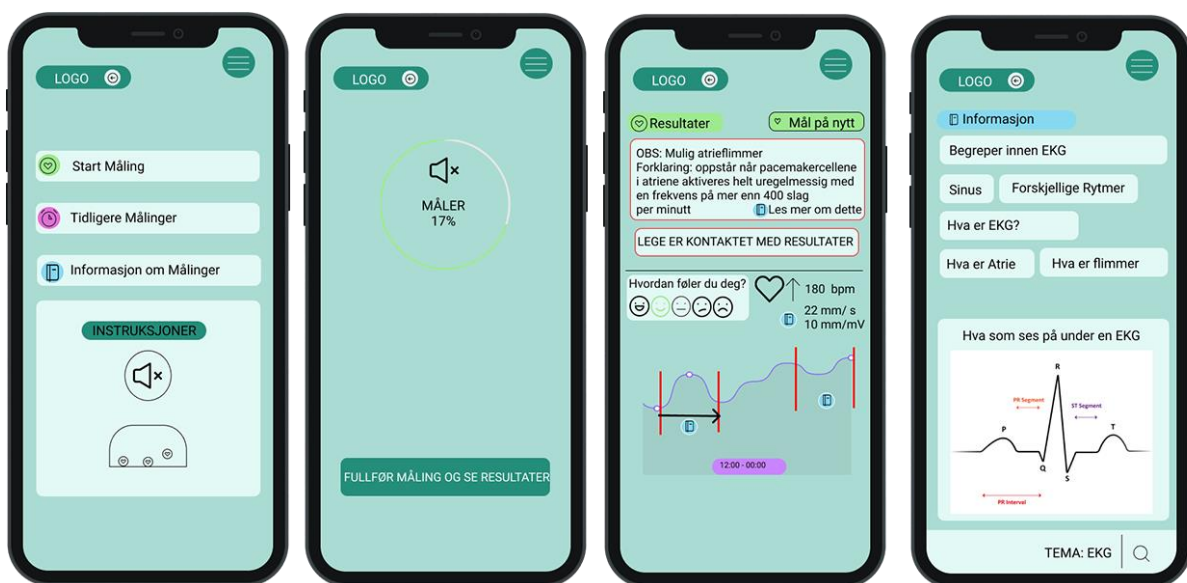 LOGO
Start Måling
Tidligere Målinger
Informasjon om Målinger
INSTRUKSJONER
LOGO
MÅLER
17%
FULLFØR MÅLING OG SE RESULTATER
LOGO
Resultater
Mål på nytt
OBS: Mulig atrieflimmer
Forklaring: oppstår når pacemakercellene
i atriene aktiveres helt uregelmessig med
en frekvens på mer enn 400 slag
per minutt
Les mer om dette
LEGE ER KONTAKTET MED RESULTATER
Hvordan føler du deg?
180 bpm
22 mm/ s
10 mm/mV
12:00 - 00:00
LOGO
Informasjon
Begreper innen EKG
Sinus
Forskjellige Rytmer
Hva er EKG?
Hva er Atrie
Hva er flimmer
Hva som ses på under en EKG
R
PR Segment
ST Segment
P
T
Q
S
PR Interval
TEMA: EKG